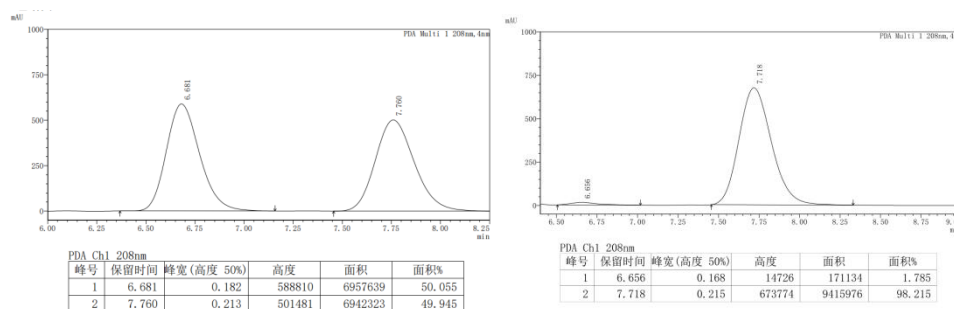 mAU
1000
PDA Multi 1 208nm,4nm
750
500
250
0
6.681
7.760
6.00 6.25 6.50 6.75 7.00 7.25 7.50 7.75 8.00 8.25
min
PDA Ch1 208nm
峰号 保留时间 峰宽(高度 50%) 高度 面积 面积%
1 6.681 0.182 588810 6957639 50.055
2 7.760 0.213 501481 6942323 49.945
mAU
1000
PDA Multi 1 208nm,4n
750
500
250
0
6.656
7.718
6.50 6.75 7.00 7.25 7.50 7.75 8.00 8.25 8.50 8.75
PDA Ch1 208nm
峰号 保留时间 峰宽(高度 50%) 高度 面积 面积%
1 6.656 0.168 14726 171134 1.785
2 7.718 0.215 673774 9415976 98.215